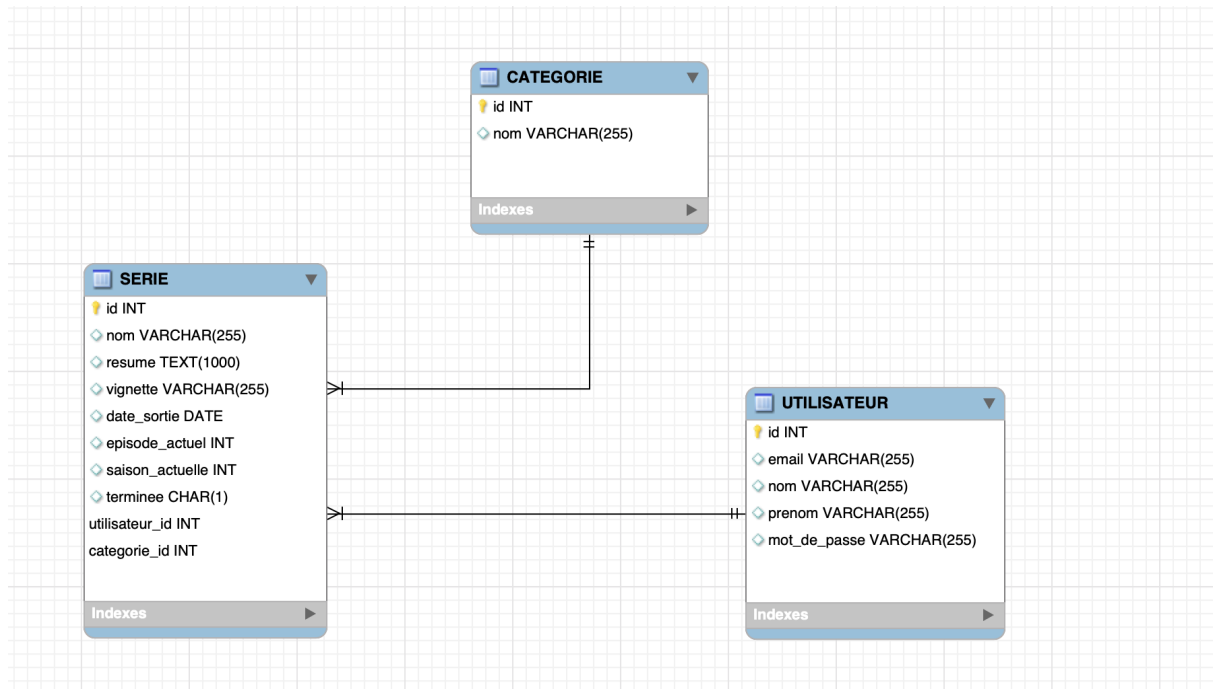 CATEGORIE
id INT
nom VARCHAR(255)
Indexes
SERIE
id INT
nom VARCHAR(255)
resume TEXT(1000)
vignette VARCHAR(255)
date_sortie DATE
episode_actuel INT
saison_actuelle INT
terminee CHAR(1)
utilisateur_id INT
categorie_id INT
Indexes
UTILISATEUR
id INT
email VARCHAR(255)
nom VARCHAR(255)
prenom VARCHAR(255)
mot_de_passe VARCHAR(255)
Indexes